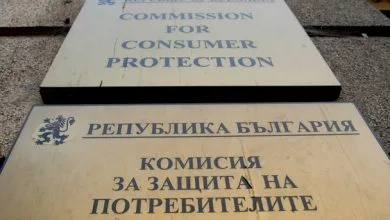 COMMISSION
FOR
CONSUMER
PROTECTION
РЕПУБЛИКА БЪЛГАРИЯ
КОМИСИЯ
ЗА ЗАЩИТА НА
ПОТРЕБИТЕЛИТЕ